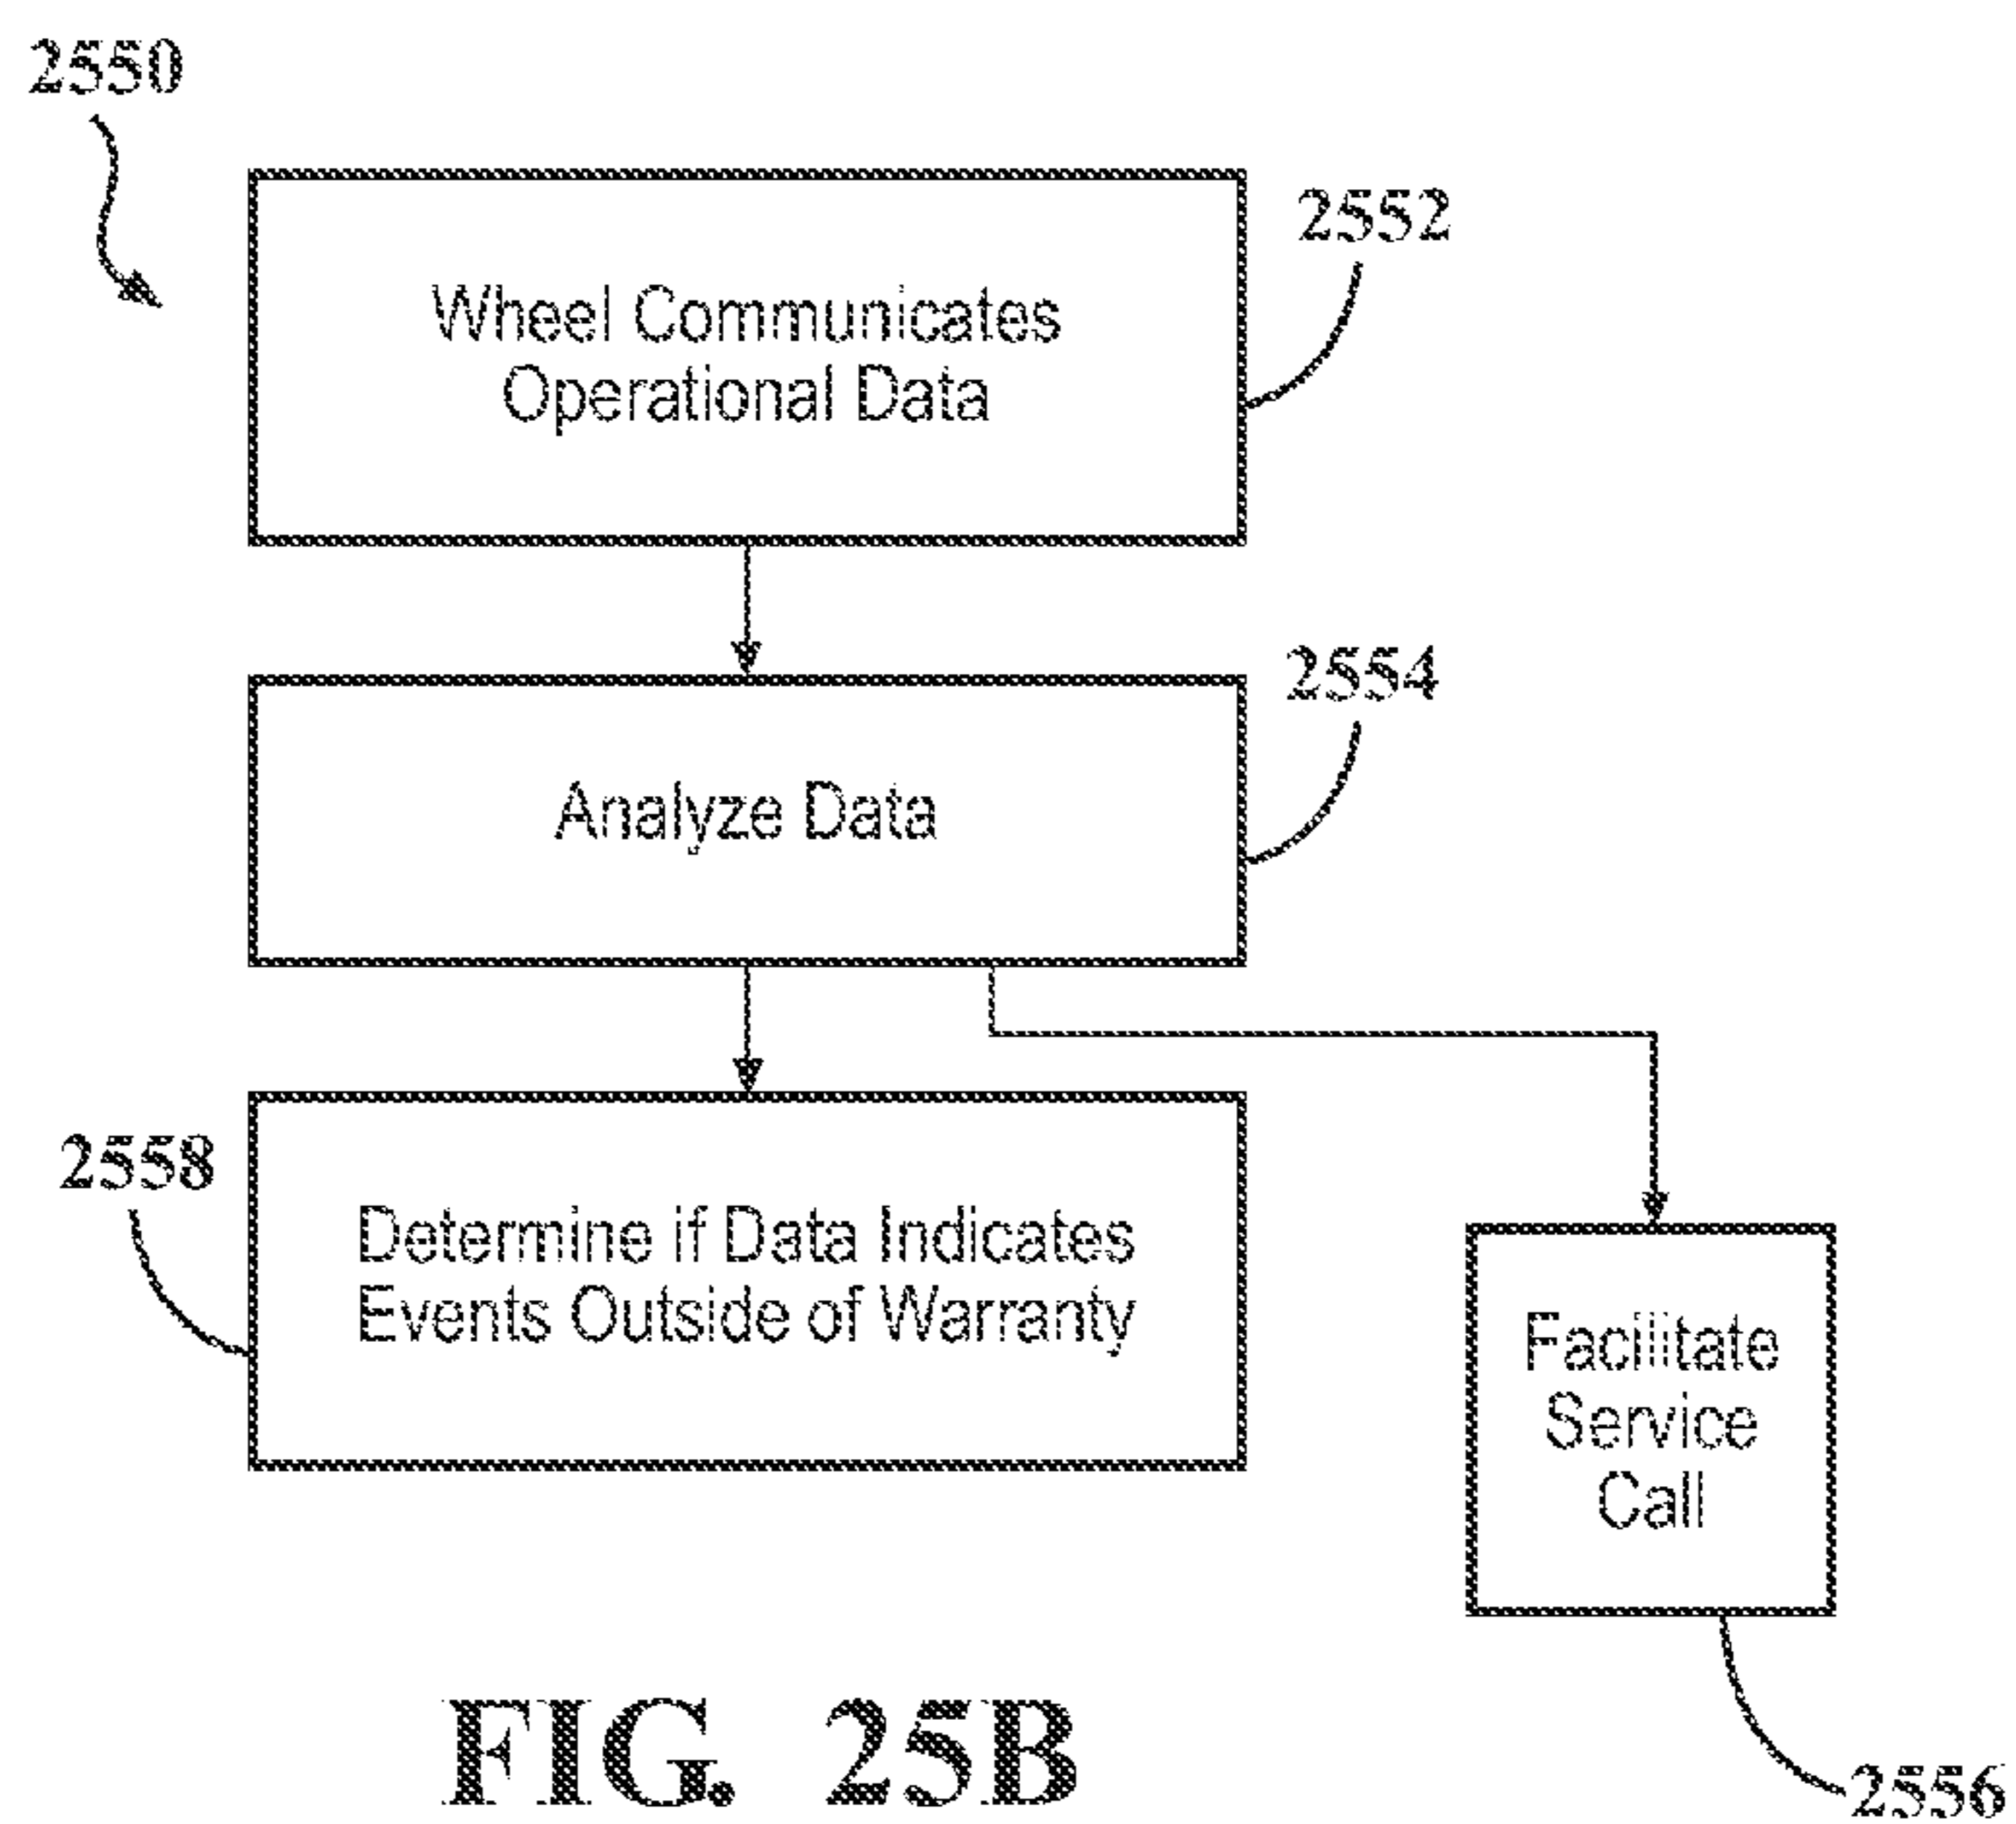 2550
2552
Wheel Communicates
Operational Data
2554
Analyze Data
2558
Determine if Data Indicates
Events Outside of Warranty
Facilitate
Service
Call
FIG. 25B
2556